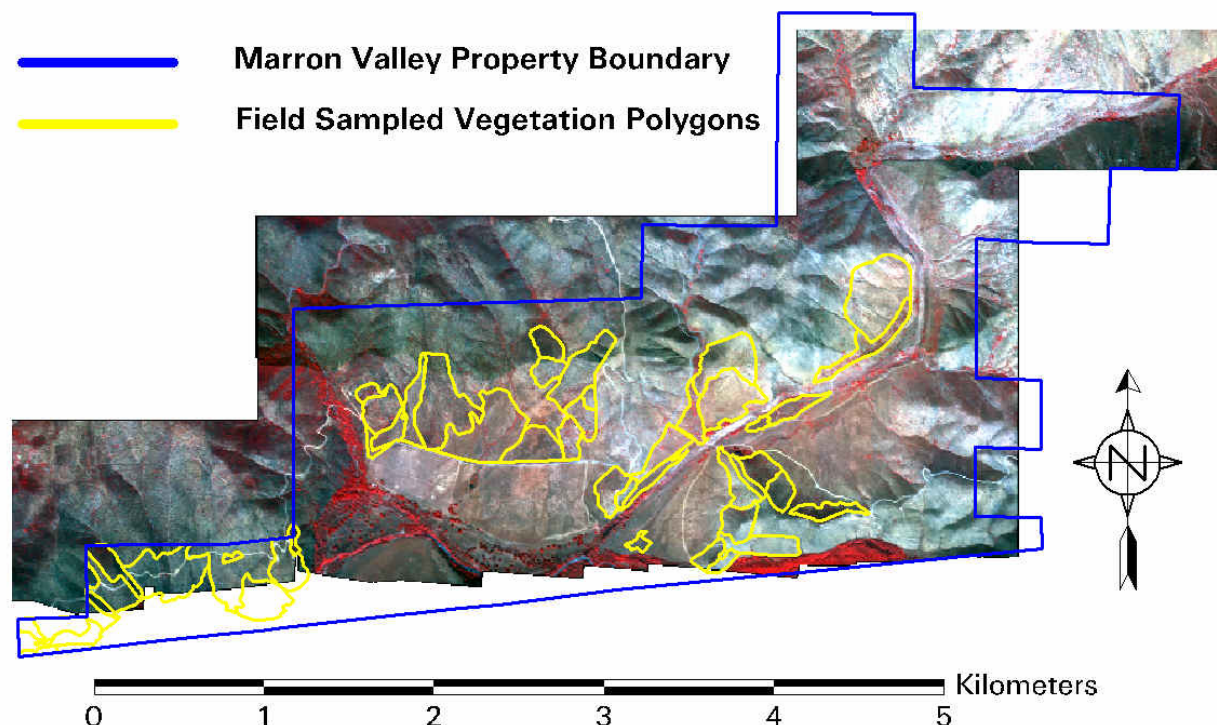 Marron Valley Property Boundary
Field Sampled Vegetation Polygons
N
Kilometers
0 1 2 3 4 5